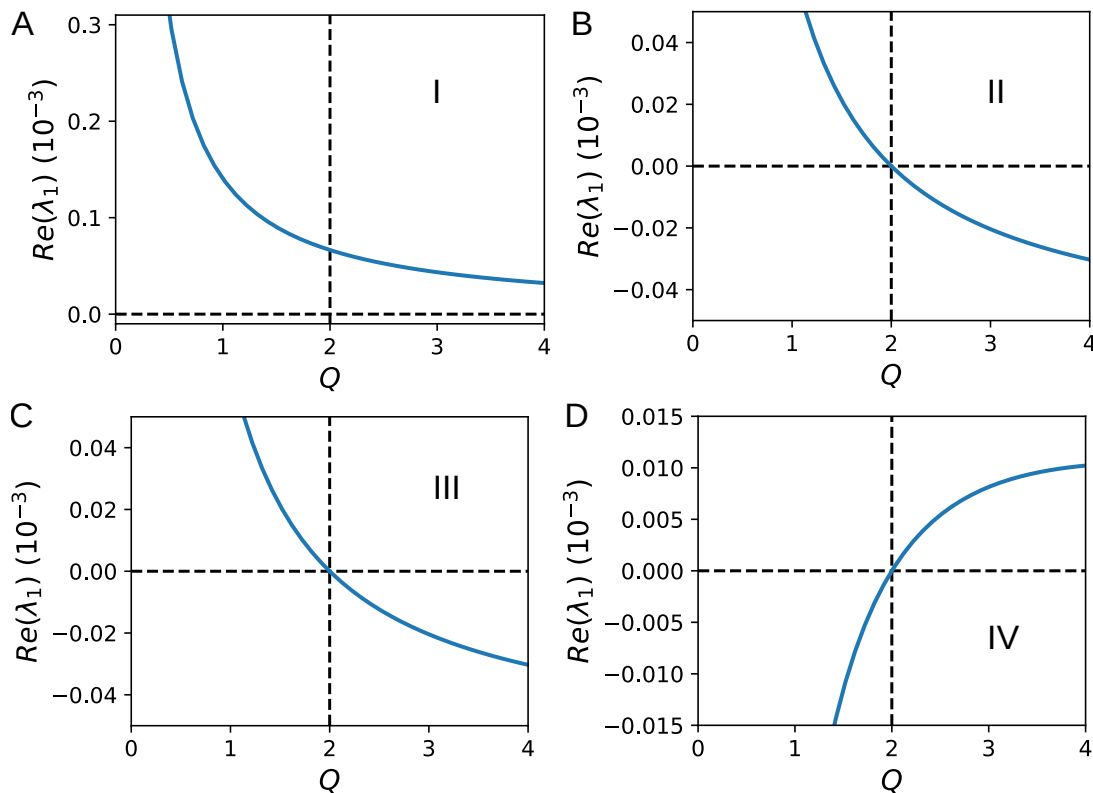 A
Re(λ₁) (10⁻³)
0.3
0.2
0.1
0.0
I
0 1 2 3 4
Q
B
Re(λ₁) (10⁻³)
0.04
0.02
0.00
−0.02
−0.04
II
0 1 2 3 4
Q
C
Re(λ₁) (10⁻³)
0.04
0.02
0.00
−0.02
−0.04
III
0 1 2 3 4
Q
D
Re(λ₁) (10⁻³)
0.015
0.010
0.005
0.000
−0.005
−0.010
−0.015
IV
0 1 2 3 4
Q